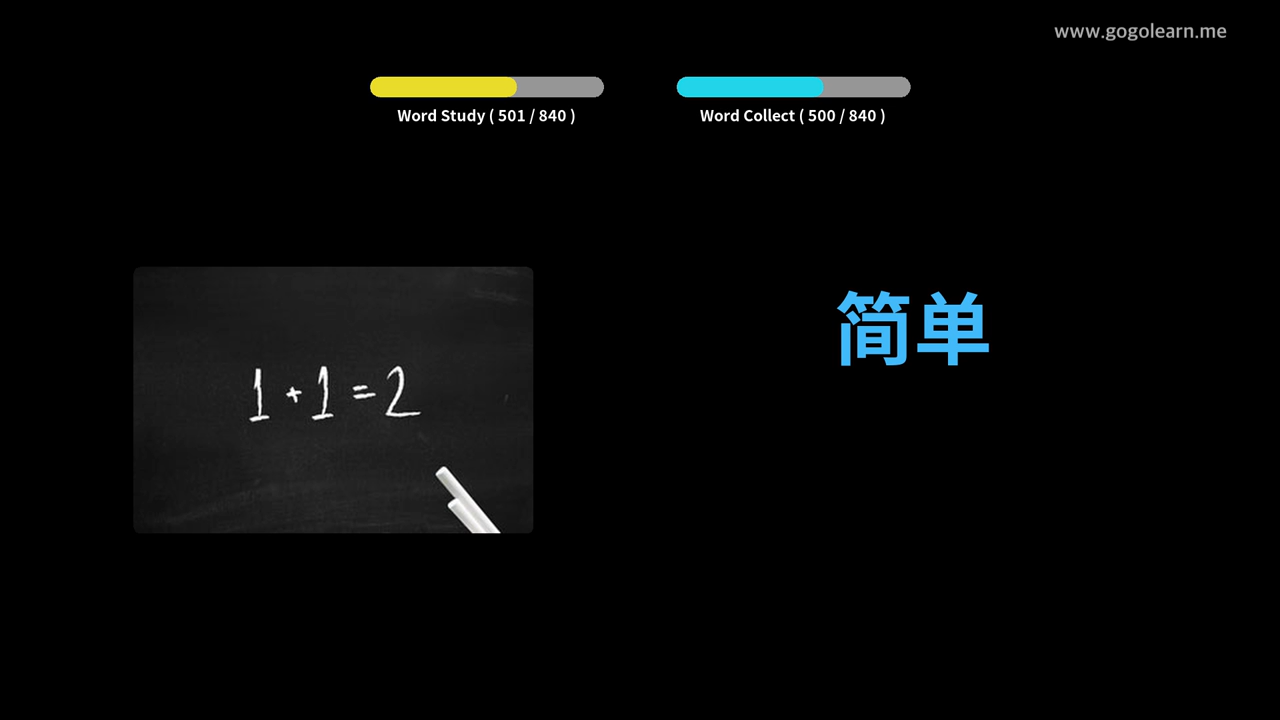 www.gogolearn.me
Word Study ( 501 / 840 )
Word Collect ( 500 / 840 )
简单
1 + 1 = 2